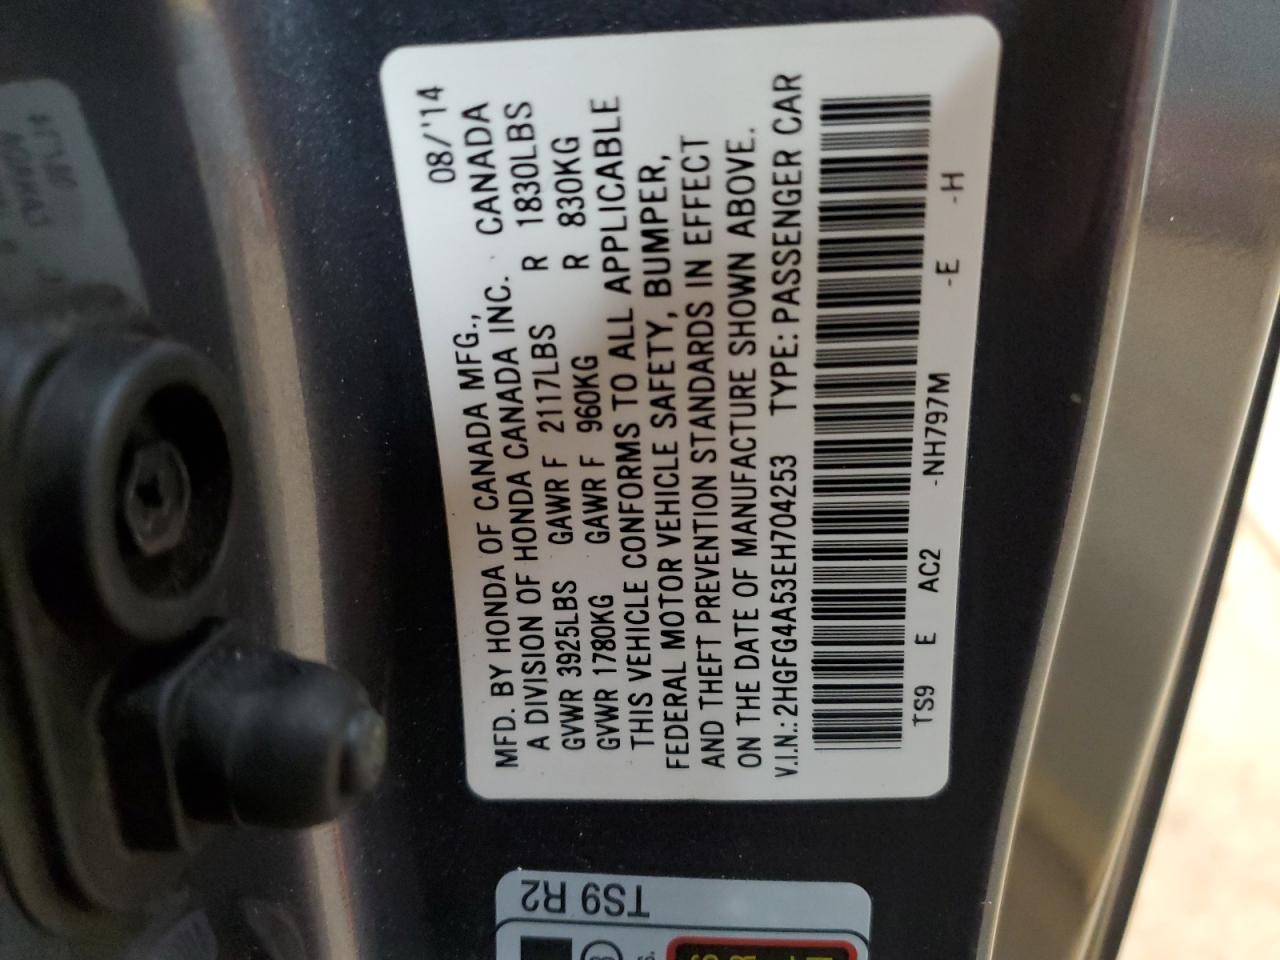 08/'14
MFD. BY HONDA OF CANADA MFG., CANADA
A DIVISION OF HONDA CANADA INC.
GVWR 3925LBS GAWR F 2117LBS R 1830LBS
GVWR 1780KG GAWR F 960KG R 830KG
THIS VEHICLE CONFORMS TO ALL APPLICABLE
FEDERAL MOTOR VEHICLE SAFETY, BUMPER,
AND THEFT PREVENTION STANDARDS IN EFFECT
ON THE DATE OF MANUFACTURE SHOWN ABOVE.
V.I.N.: 2HGFG4A53EH704253 TYPE: PASSENGER CAR
TS9 E AC2 -NH797M -E -H
TS9 R2